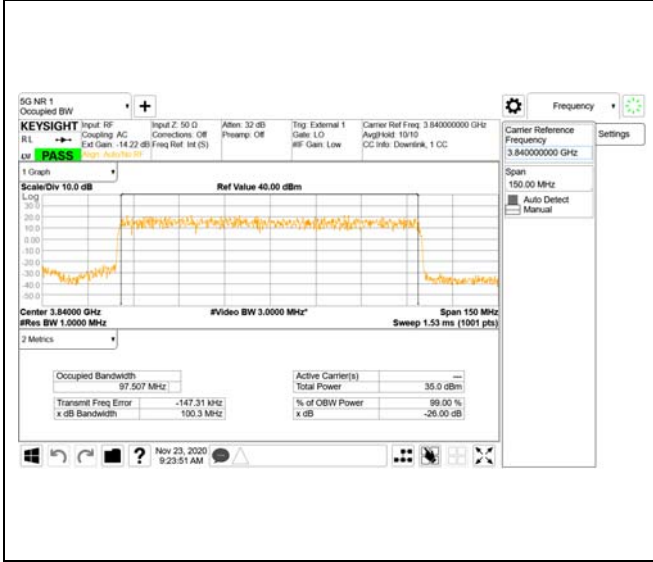 5G NR 1
Occupied BW
Frequency
KEYSIGHT Input: RF Input Z: 50 Ω Atten: 32 dB Trig: External 1 Carrier Ref Freq: 3.840000000 GHz
RL Coupling: AC Corrections: Off Preamp: Off Gate: LO Avg|Hold: 10/10
Ext Gain: -14.22 dB Freq Ref: Int (S) #IF Gain: Low CC Info: Downlink, 1 CC
PASS Align: Auto/No RF
Carrier Reference
Frequency
3.840000000 GHz
Settings
Span
150.00 MHz
Auto Detect
Manual
1 Graph
Scale/Div 10.0 dB Ref Value 40.00 dBm
Log
30.0
20.0
10.0
0.00
-10.0
-20.0
-30.0
-40.0
-50.0
Center 3.84000 GHz #Video BW 3.0000 MHz* Span 150 MHz
#Res BW 1.0000 MHz Sweep 1.53 ms (1001 pts)
2 Metrics
Occupied Bandwidth Active Carrier(s) ---
97.507 MHz Total Power 35.0 dBm
Transmit Freq Error -147.31 kHz % of OBW Power 99.00 %
x dB Bandwidth 100.3 MHz x dB -26.00 dB
? Nov 23, 2020
9:23:51 AM